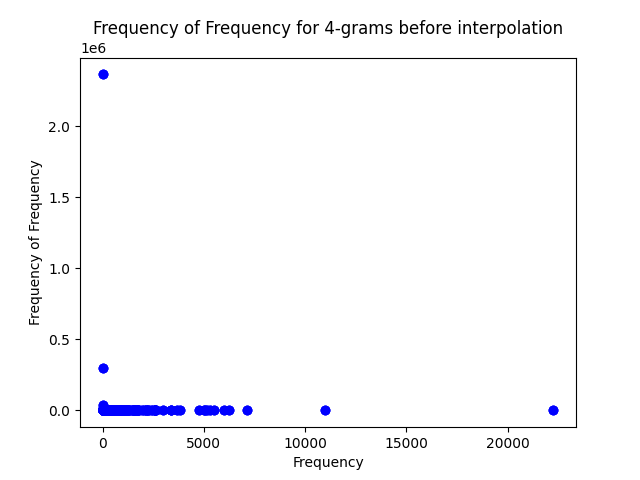 Frequency of Frequency for 4-grams before interpolation
1e6
2.0
1.5
1.0
0.5
0.0
Frequency of Frequency
0 5000 10000 15000 20000
Frequency